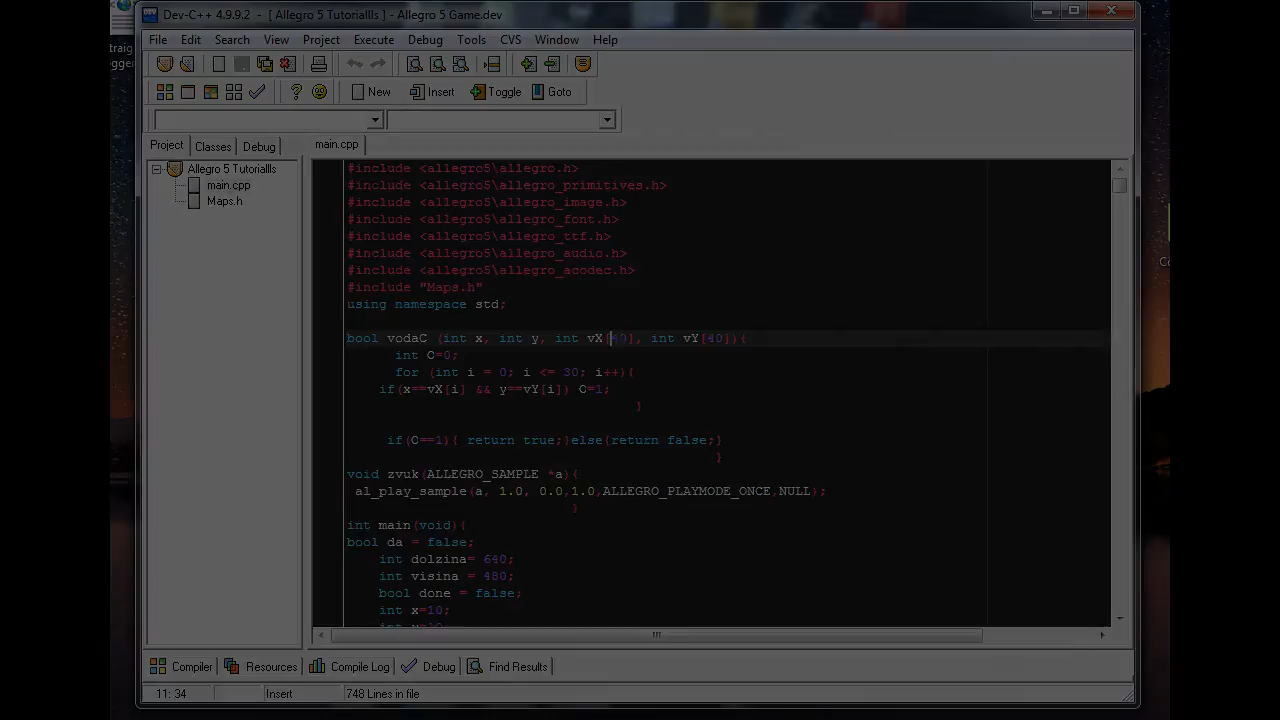 Dev-C++ 4.9.9.2 - [ Allegro 5 Tutoriallls ] - Allegro 5 Game.dev
File Edit Search View Project Execute Debug Tools CVS Window Help
New Insert Toggle Goto
Project Classes Debug main.cpp
Allegro 5 Tutoriallls
main.cpp
Maps.h
#include <allegro5\allegro.h>
#include <allegro5\allegro_primitives.h>
#include <allegro5\allegro_image.h>
#include <allegro5\allegro_font.h>
#include <allegro5\allegro_ttf.h>
#include <allegro5\allegro_audio.h>
#include <allegro5\allegro_acodec.h>
#include "Maps.h"
using namespace std;
bool vodaC (int x, int y, int vX[40], int vY[40]){
int O=0;
for (int i = 0; i <= 30; i++){
if(x==vX[i] && y==vY[i]) O=1;
}
if(O==1){ return true;}else{return false;}
}
void zvuk(ALLEGRO_SAMPLE *a){
al_play_sample(a, 1.0, 0.0,1.0,ALLEGRO_PLAYMODE_ONCE,NULL);
}
int main(void){
bool da = false;
int dolzina= 640;
int visina = 480;
bool done = false;
int x=10;
Compiler Resources Compile Log Debug Find Results
11: 34 Insert 748 Lines in file